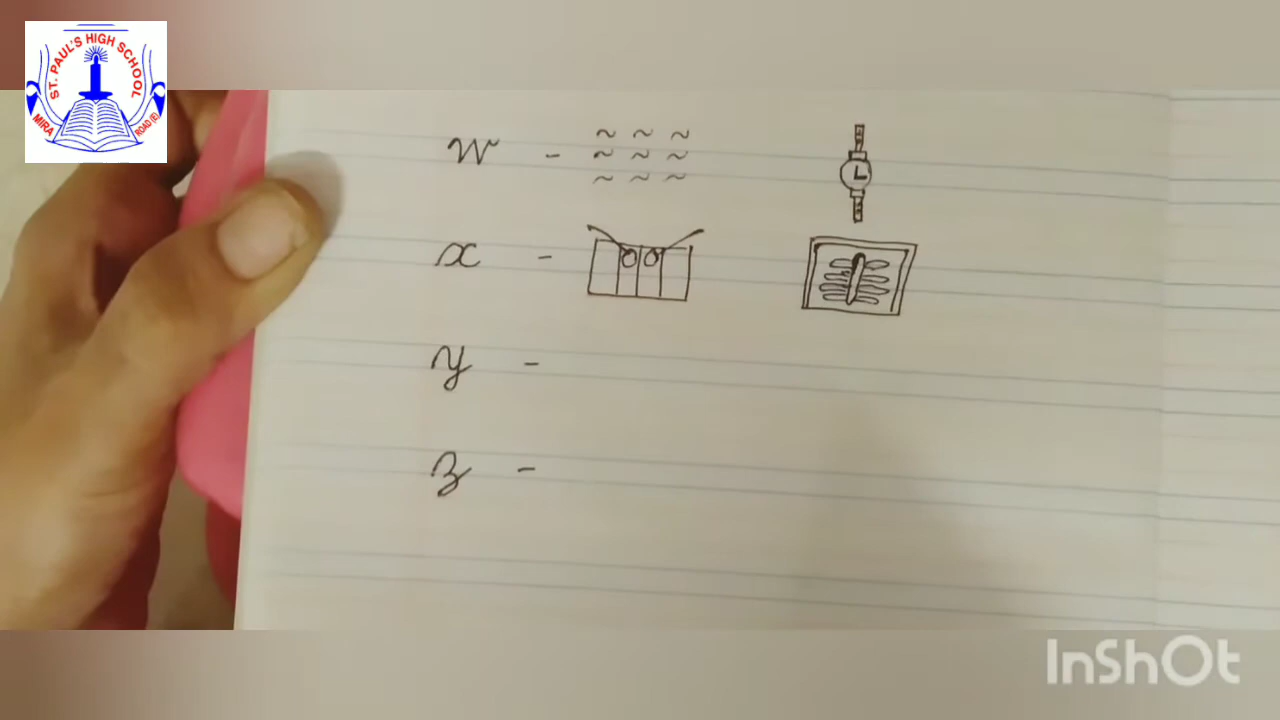 ST. PAUL'S HIGH SCHOOL
MIRA ROAD (E)
w -
x -
y -
z -
InShOt